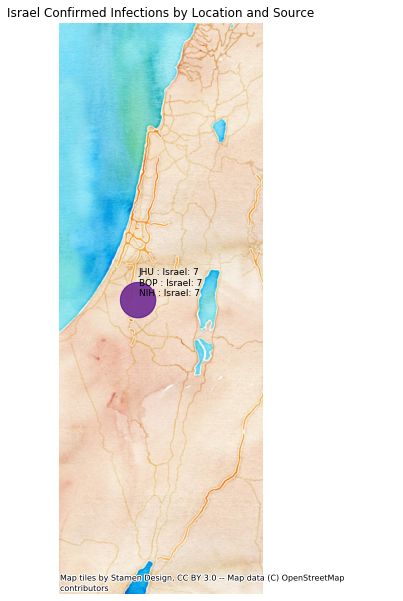 Israel Confirmed Infections by Location and Source
JHU : Israel: 7
BOP : Israel: 7
NIH : Israel: 7
Map tiles by Stamen Design, CC BY 3.0 -- Map data (C) OpenStreetMap
contributors